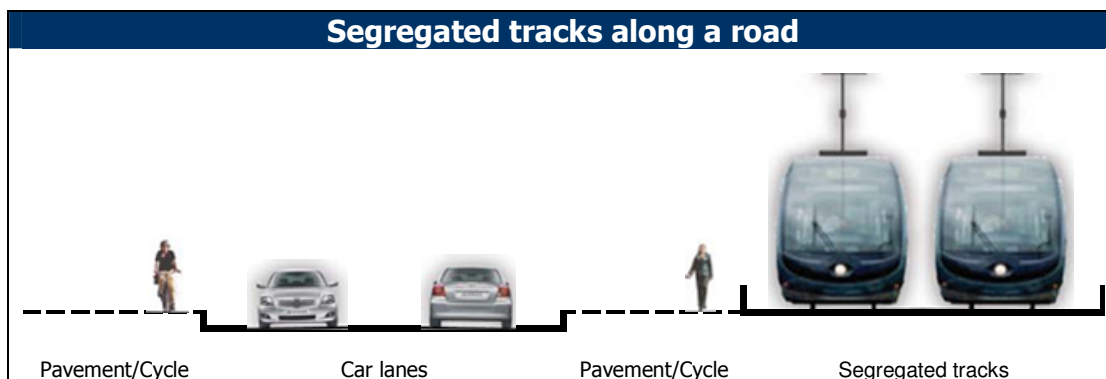 Segregated tracks along a road
Pavement/Cycle Car lanes Pavement/Cycle Segregated tracks